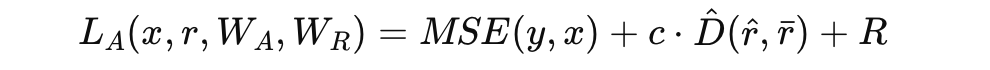 L_A(x, r, W_A, W_R) = MSE(y, x) + c · D̂(r̂, r̄) + R